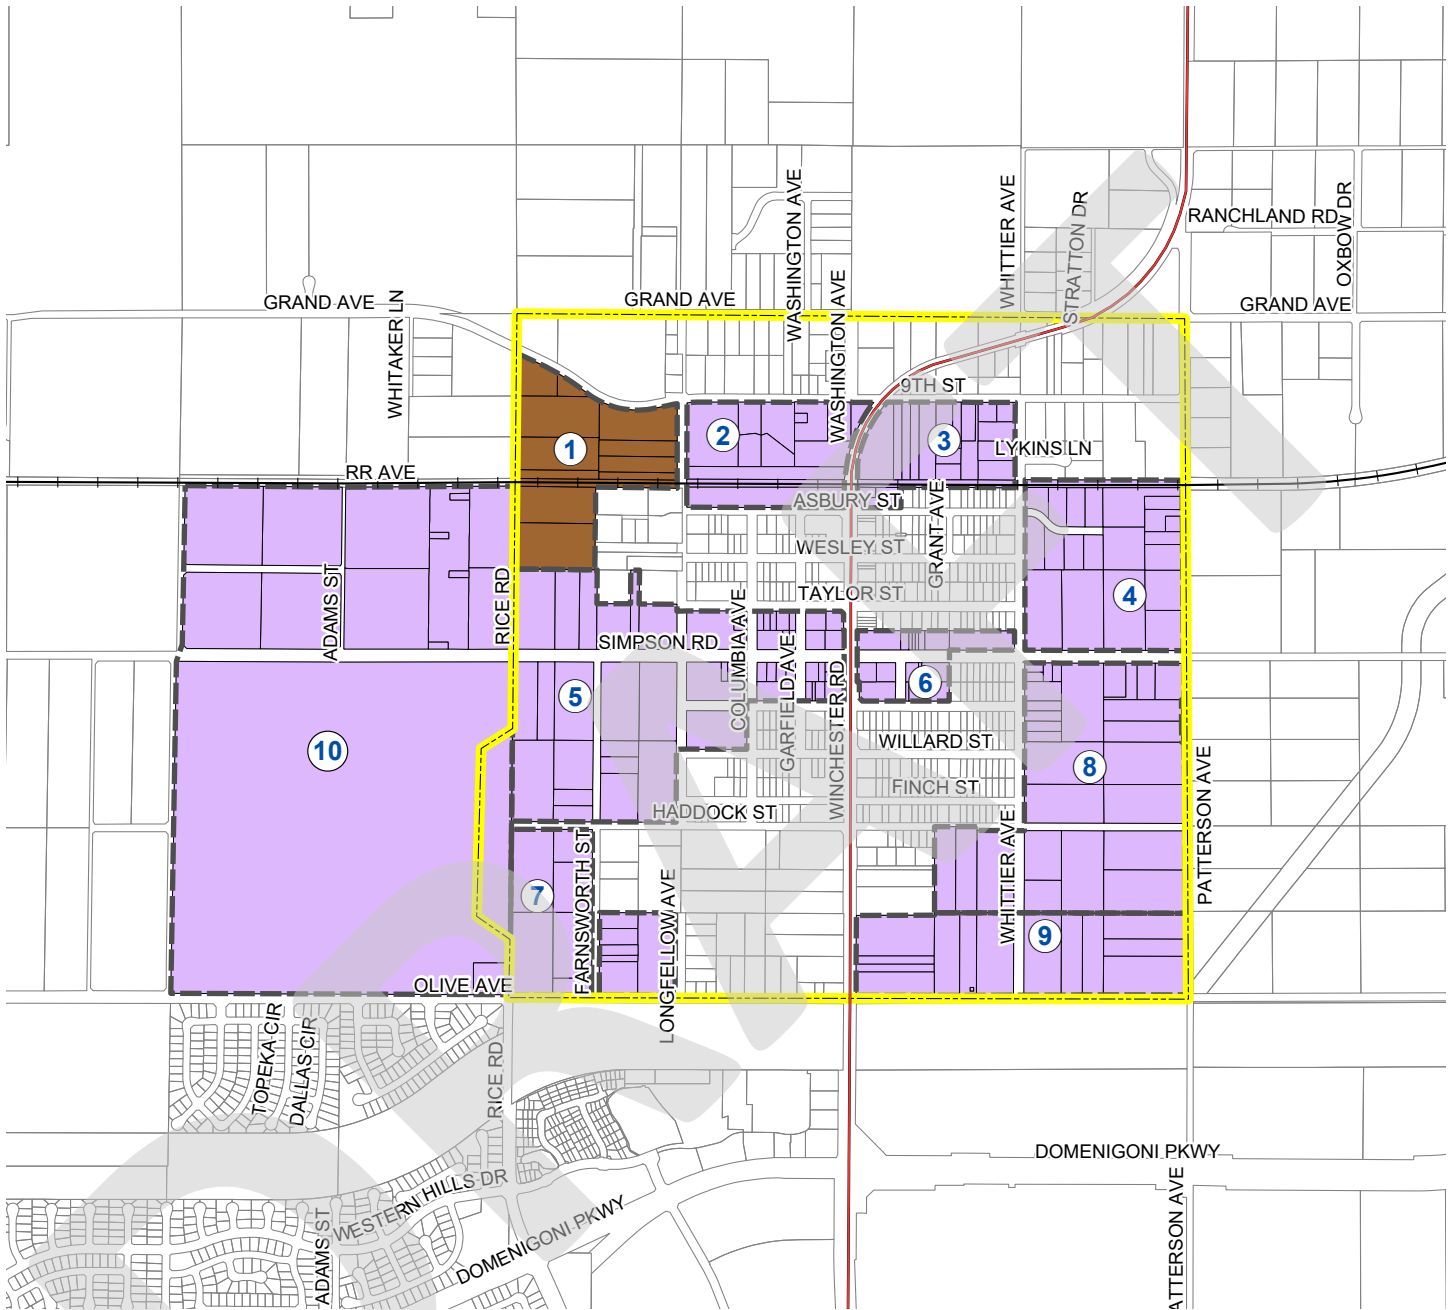 WASHINGTON AVE
WHITTIER AVE
STRATTON DR
RANCHLAND RD
OXBOW DR
GRAND AVE
GRAND AVE
GRAND AVE
WHITAKER LN
WASHINGTON AVE
9TH ST
1
2
3
LYKINS LN
RR AVE
ASBURY ST
GRANT AVE
WESLEY ST
ADAMS ST
RICE RD
TAYLOR ST
4
SIMPSON RD
COLUMBIA AVE
GARFIELD AVE
WINCHESTER RD
5
6
10
WILLARD ST
8
FINCH ST
PATTERSON AVE
HADDOCK ST
FARNSWORTH ST
7
LONGFELLOW AVE
WHITTIER AVE
9
OLIVE AVE
TOPEKA CIR
DALLAS CIR
RICE RD
DOMENIGONI PKWY
WESTERN HILLS DR
ADAMS ST
DOMENIGONI PKWY
ATTERSON AVE
DRAFT